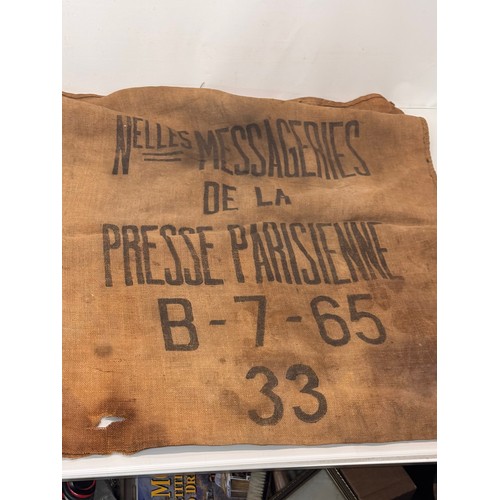 NELLES MESSAGERIES
DE LA
PRESSE PARISIENNE
B-7-65
33